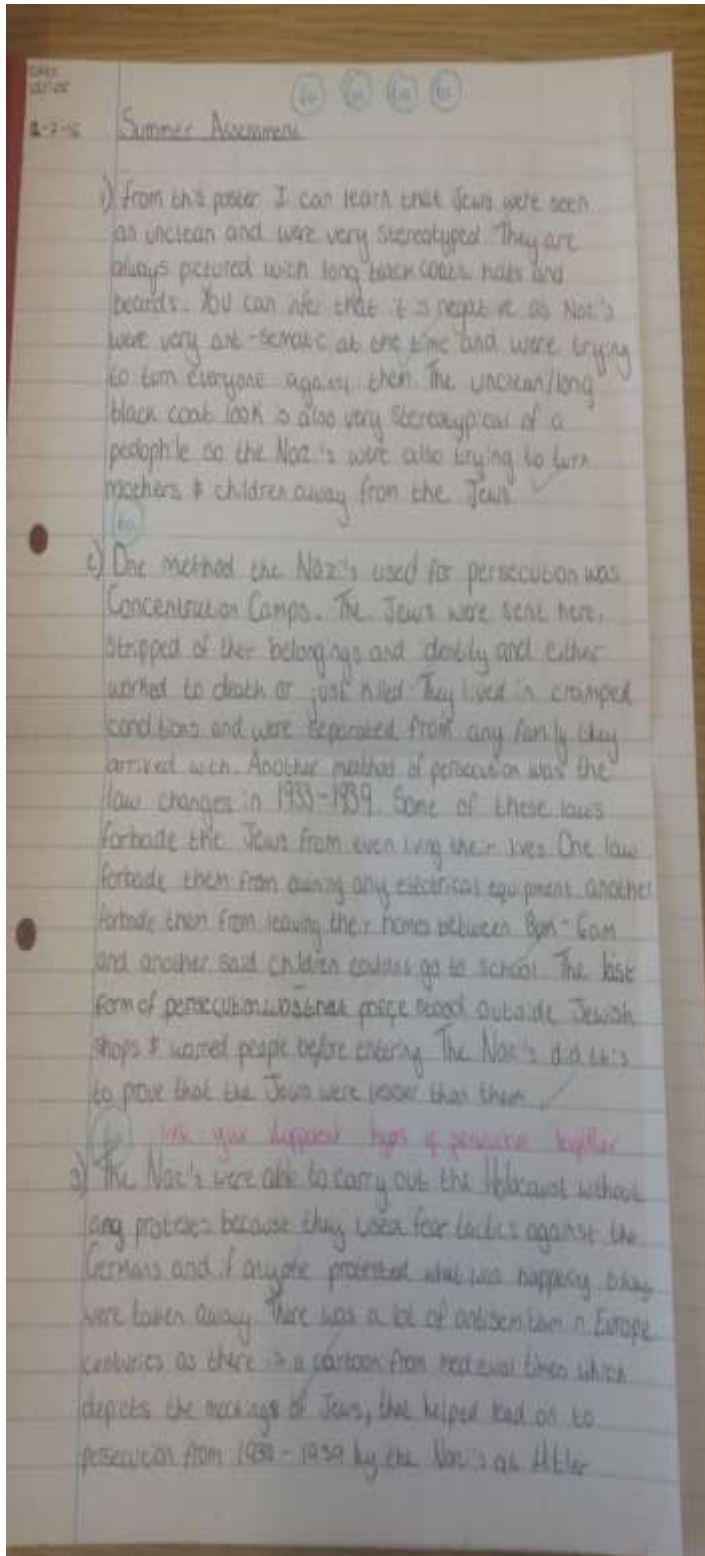 6a 6a 6a
Summer Assessment
1) From this poster I can learn that Jews were seen
as unclean and were very stereotyped. They are
always pictured with long black coats, hats and
beards. You can infer that it is negative as Nazi's
were very anti-sematic at the time and were trying
to turn everyone against them. The unclean/long
black coat look is also very stereotypical of a
pedophile so the Nazi's were also trying to turn
mothers & children away from the Jews.
6a
One method the Nazi's used for persecution was
Concentration Camps. The Jews were sent here,
stripped of their belongings and identity and either
worked to death or just killed. They lived in cramped
conditions and were separated from any family they
arrived with. Another method of persecution was the
law changes in 1933-1939. Some of these laws
forbade the Jews from even living their lives. One law
forbade them from owning any electrical equipment, another
forbade them from leaving their homes between 8pm-6am
and another said children couldn't go to school. The last
form of persecution was that police stood outside Jewish
shops & warned people before entering. The Nazi's did this
to prove that the Jews were lesser than them
link your different types of persecution together
3) The Nazi's were able to carry out the Holocaust without
any protests because they used fear tactics against the
Germans and if anyone protested what was happening they
were taken away. There was a lot of antisemitism in Europe
centuries as there is a cartoon from medieval times which
depicts the mockings of Jews, that helped lead on to
persecution from 1933-1939 by the Nazi's as Hitler